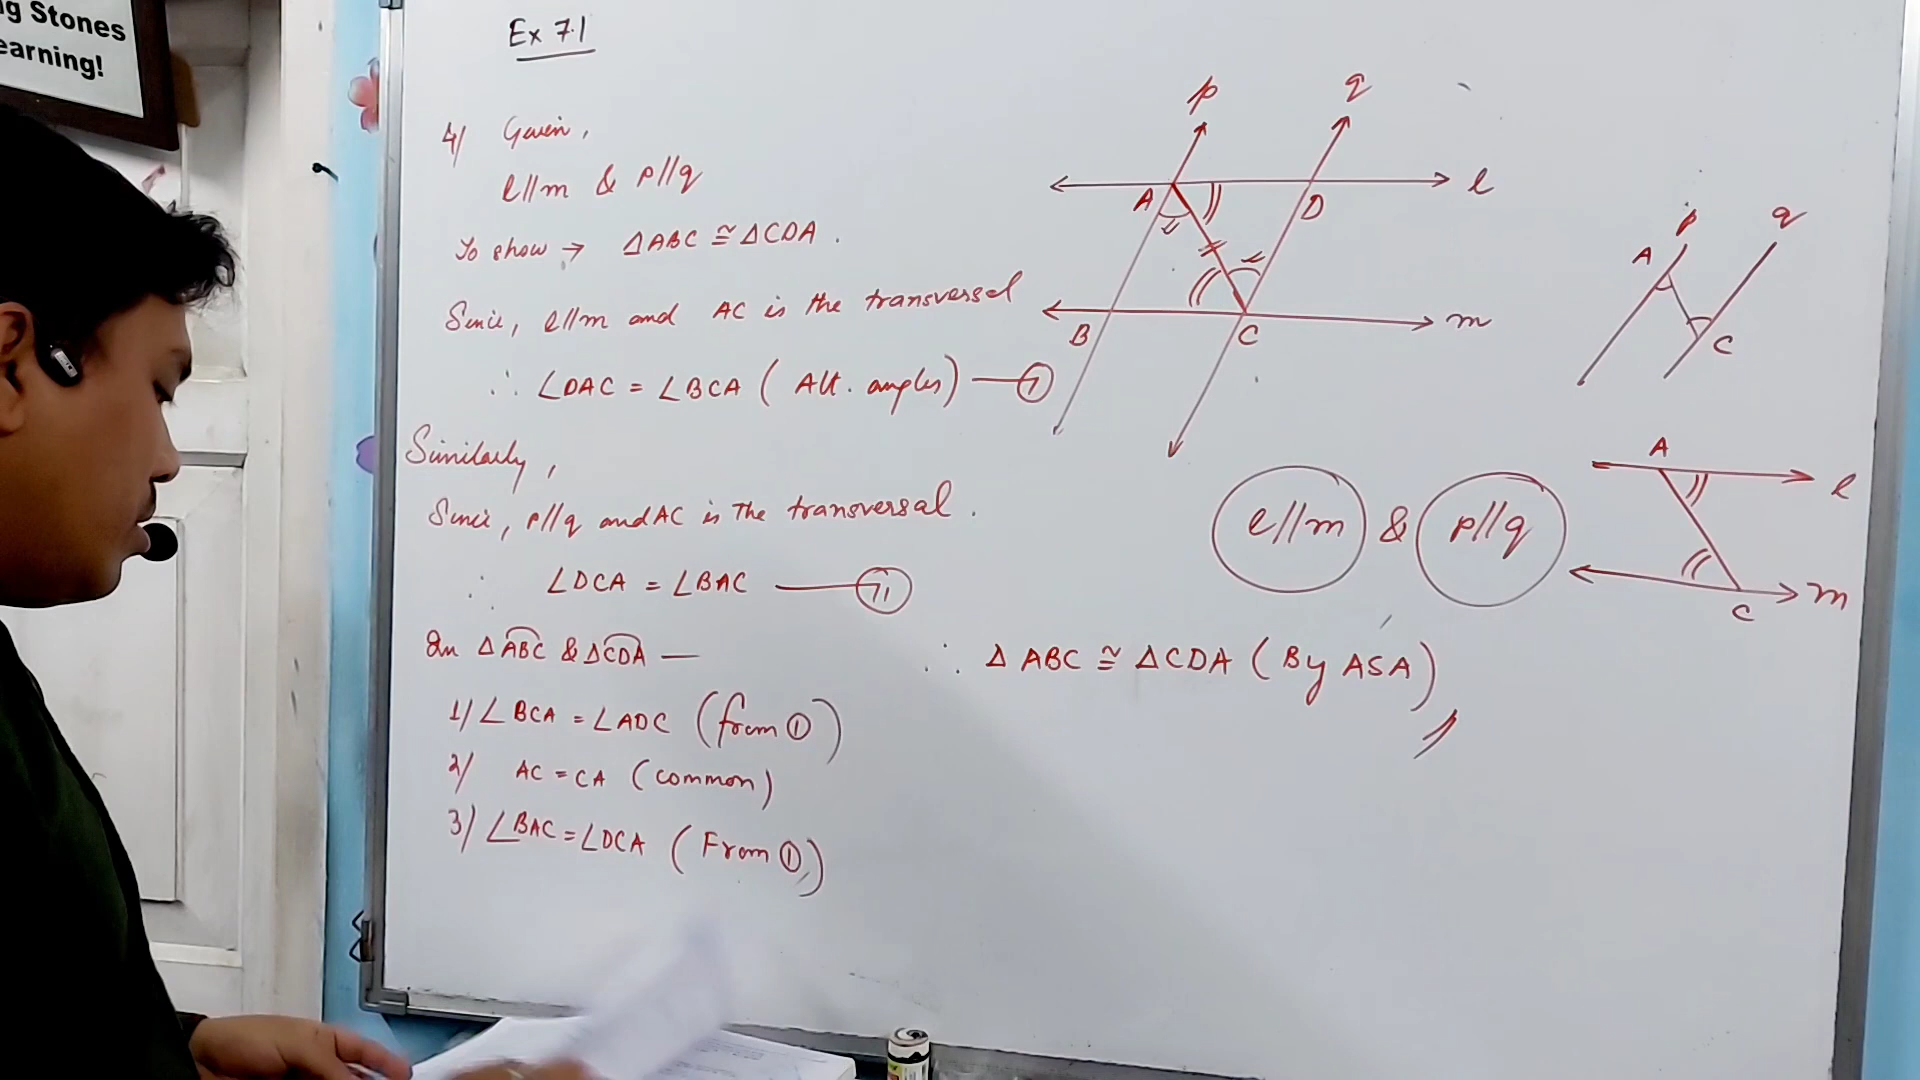 g Stones
earning!
Ex 7.1
4/ Given,
l//m & p//q
To show → ΔABC ≅ ΔCDA.
Since, l//m and AC is the transversal
∴ ∠DAC = ∠BCA (Alt. angles) — ①
Similarly,
Since, p//q and AC is the transversal.
∴ ∠DCA = ∠BAC — ⑪
In ΔABC & ΔCDA —
1/ ∠BCA = ∠ADC (from ①)
2/ AC = CA (common)
3/ ∠BAC = ∠DCA (From ①)
p q
A D l
B C m
p q
A
C
l//m & p//q
A
l
m
C
∴ Δ ABC ≅ ΔCDA (By ASA)